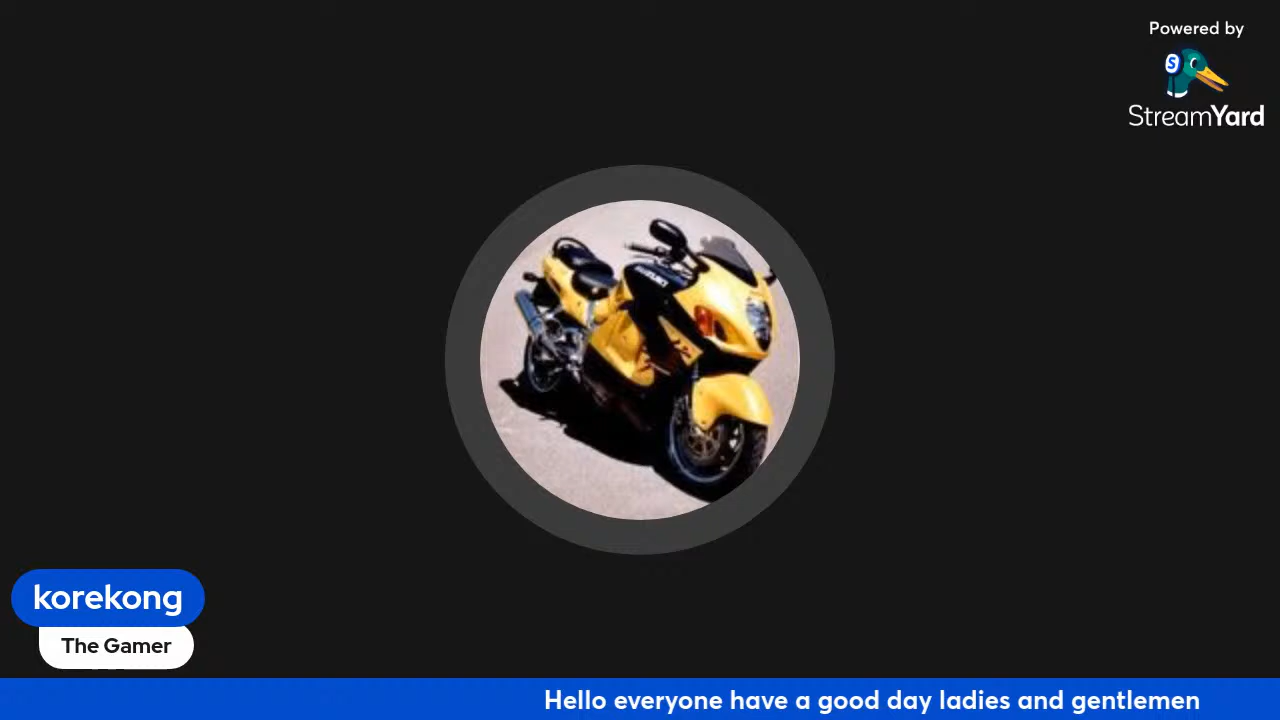 Powered by
S
StreamYard
SUZUKI
korekong
The Gamer
Hello everyone have a good day ladies and gentlemen